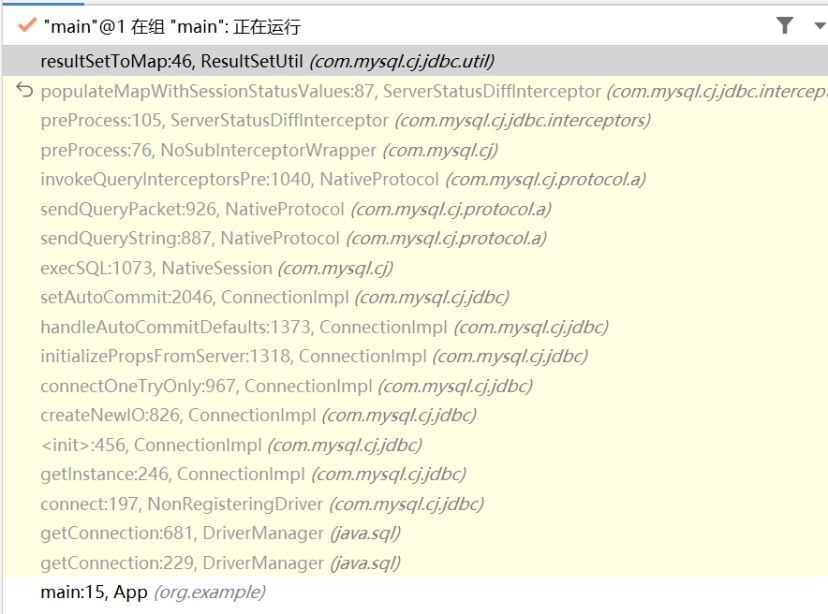 "main"@1 在组 "main": 正在运行
resultSetToMap:46, ResultSetUtil (com.mysql.cj.jdbc.util)
populateMapWithSessionStatusValues:87, ServerStatusDiffInterceptor (com.mysql.cj.jdbc.intercept
preProcess:105, ServerStatusDiffInterceptor (com.mysql.cj.jdbc.interceptors)
preProcess:76, NoSubInterceptorWrapper (com.mysql.cj)
invokeQueryInterceptorsPre:1040, NativeProtocol (com.mysql.cj.protocol.a)
sendQueryPacket:926, NativeProtocol (com.mysql.cj.protocol.a)
sendQueryString:887, NativeProtocol (com.mysql.cj.protocol.a)
execSQL:1073, NativeSession (com.mysql.cj)
setAutoCommit:2046, ConnectionImpl (com.mysql.cj.jdbc)
handleAutoCommitDefaults:1373, ConnectionImpl (com.mysql.cj.jdbc)
initializePropsFromServer:1318, ConnectionImpl (com.mysql.cj.jdbc)
connectOneTryOnly:967, ConnectionImpl (com.mysql.cj.jdbc)
createNewIO:826, ConnectionImpl (com.mysql.cj.jdbc)
<init>:456, ConnectionImpl (com.mysql.cj.jdbc)
getInstance:246, ConnectionImpl (com.mysql.cj.jdbc)
connect:197, NonRegisteringDriver (com.mysql.cj.jdbc)
getConnection:681, DriverManager (java.sql)
getConnection:229, DriverManager (java.sql)
main:15, App (org.example)